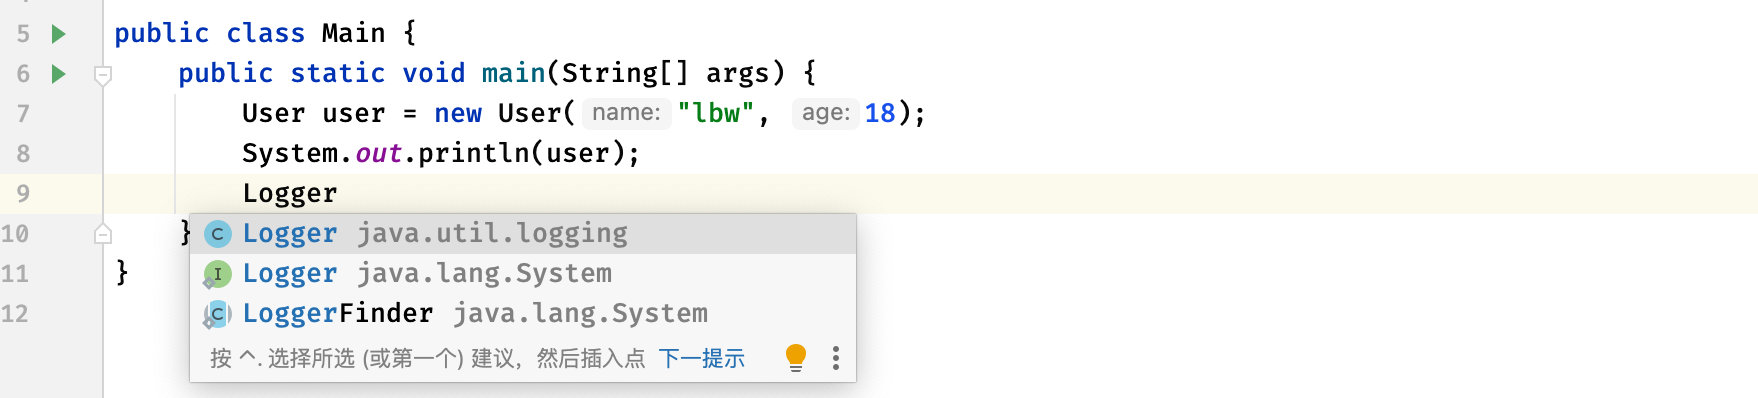 5 public class Main {
6 public static void main(String[] args) {
7 User user = new User( name: "lbw", age: 18);
8 System.out.println(user);
9 Logger
10 }
C Logger java.util.logging
11 }
I Logger java.lang.System
12
C LoggerFinder java.lang.System
按 ^. 选择所选 (或第一个) 建议，然后插入点 下一提示